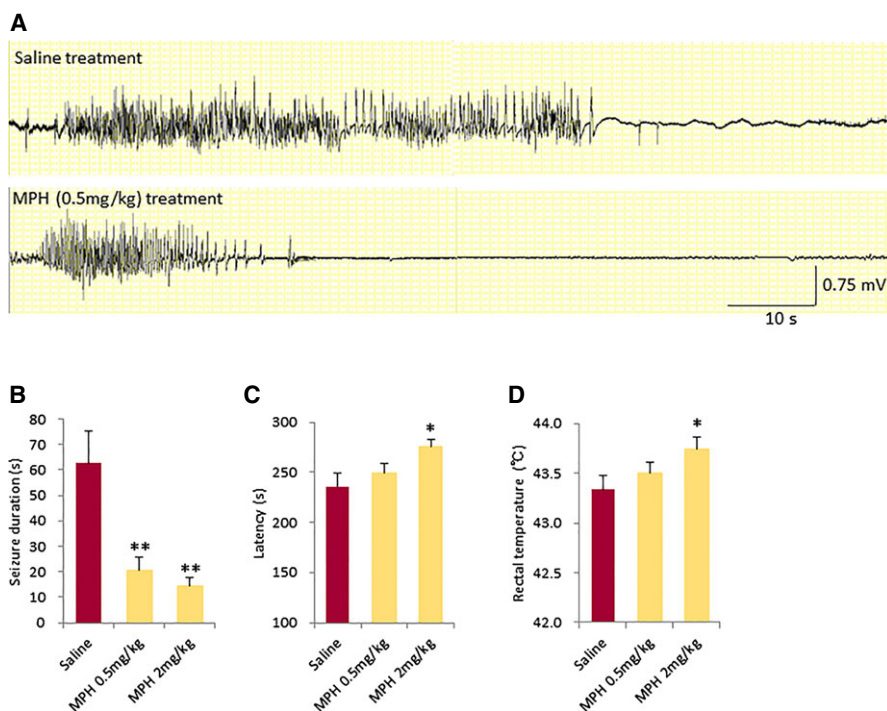 A
Saline treatment
MPH (0.5mg/kg) treatment
0.75 mV
10 s
B
Seizure duration (s)
80
70
60
50
40
30
20
10
0
**
**
Saline
MPH 0.5mg/kg
MPH 2mg/kg
C
Latency (s)
300
250
200
150
100
*
Saline
MPH 0.5mg/kg
MPH 2mg/kg
D
Rectal temperature (℃)
44.0
43.5
43.0
42.5
42.0
*
Saline
MPH 0.5mg/kg
MPH 2mg/kg